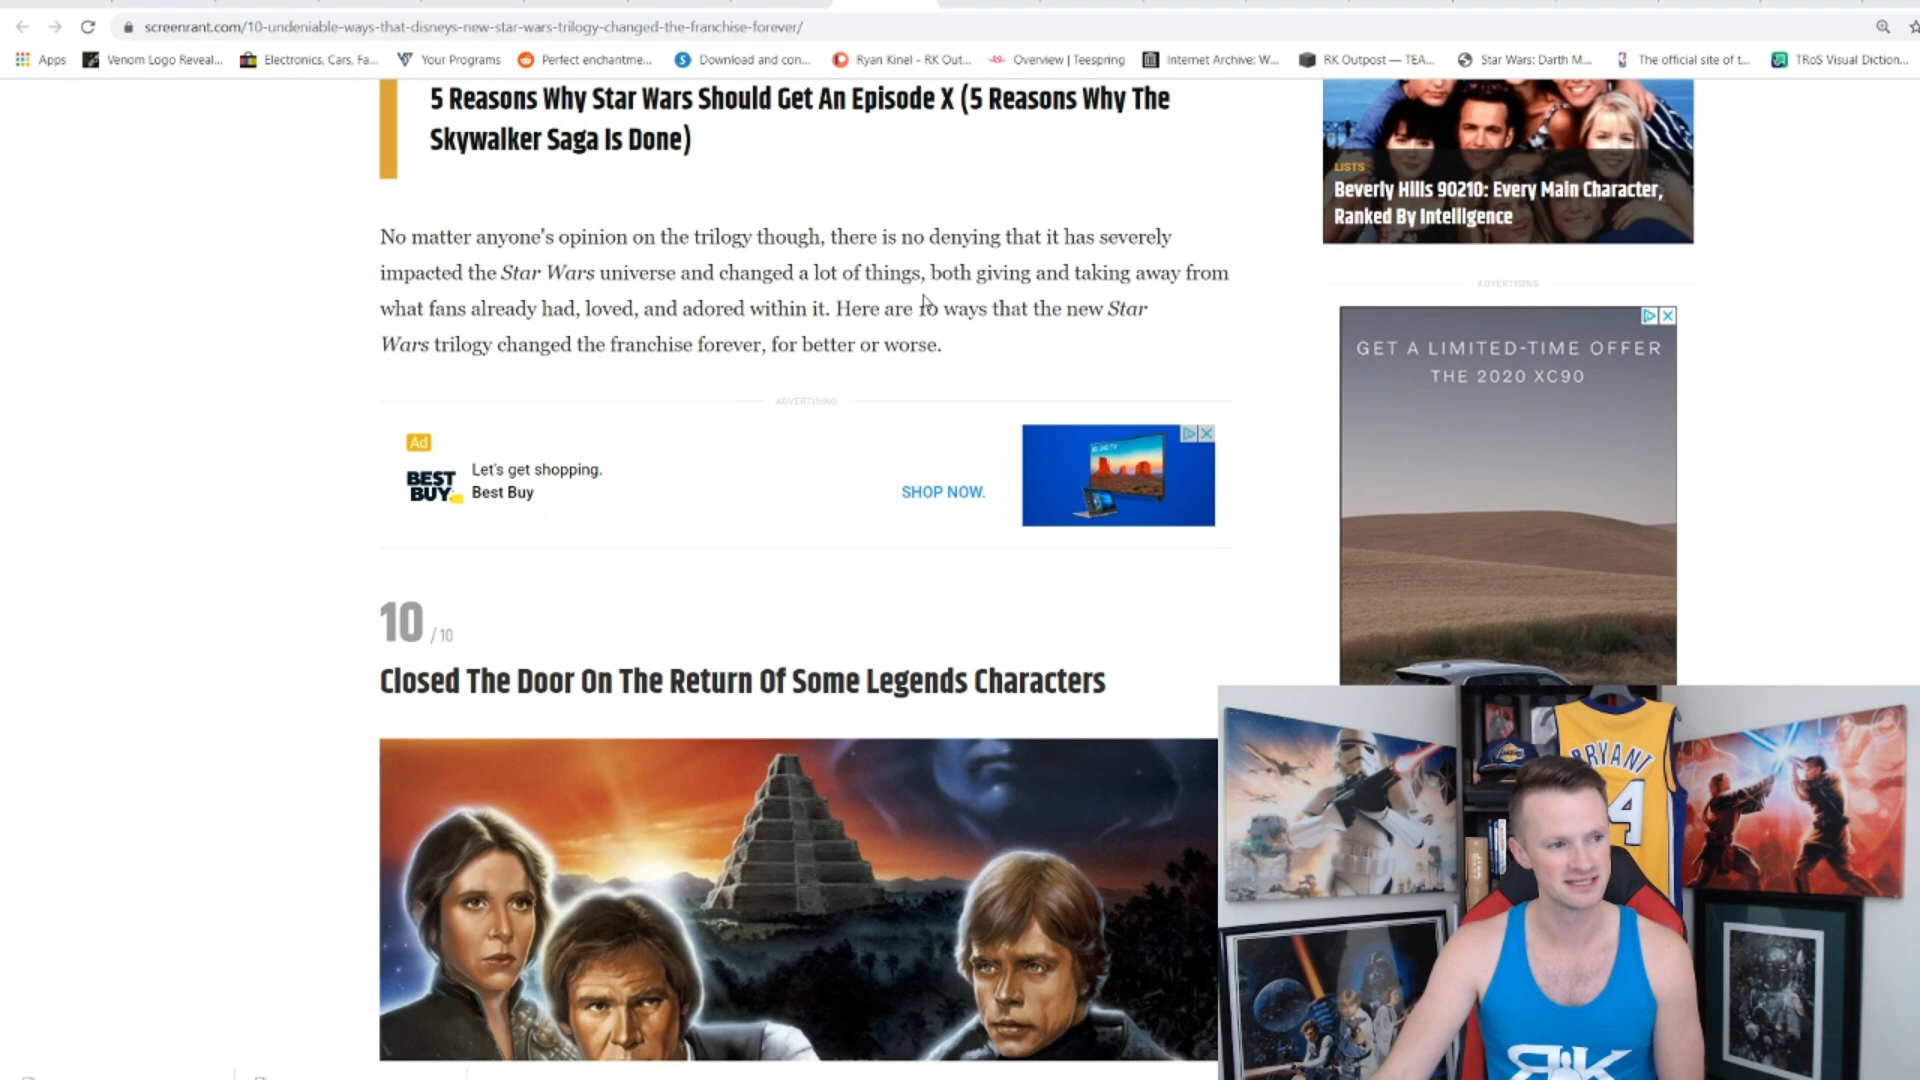 screenrant.com/10-undeniable-ways-that-disneys-new-star-wars-trilogy-changed-the-franchise-forever/
Apps
Venom Logo Reveal...
Electronics, Cars, Fa...
Your Programs
Perfect enchantme...
Download and con...
Ryan Kinel - RK Out...
Overview | Teespring
Internet Archive: W...
RK Outpost — TEA...
Star Wars: Darth M...
The official site of t...
TRoS Visual Diction...
5 Reasons Why Star Wars Should Get An Episode X (5 Reasons Why The
Skywalker Saga Is Done)
No matter anyone's opinion on the trilogy though, there is no denying that it has severely
impacted the Star Wars universe and changed a lot of things, both giving and taking away from
what fans already had, loved, and adored within it. Here are 10 ways that the new Star
Wars trilogy changed the franchise forever, for better or worse.
ADVERTISING
Ad
BEST
BUY
Let's get shopping.
Best Buy
SHOP NOW.
10 / 10
Closed The Door On The Return Of Some Legends Characters
LISTS
Beverly Hills 90210: Every Main Character,
Ranked By Intelligence
ADVERTISING
GET A LIMITED-TIME OFFER
THE 2020 XC90
BRYANT
4
RK